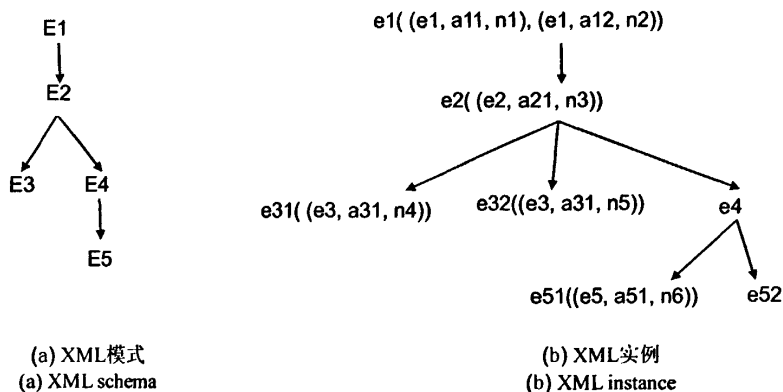 E1
E2
E3 E4
E5
(a) XML模式
(a) XML schema
e1( (e1, a11, n1), (e1, a12, n2))
e2( (e2, a21, n3))
e31( (e3, a31, n4)) e32((e3, a31, n5)) e4
e51((e5, a51, n6)) e52
(b) XML实例
(b) XML instance